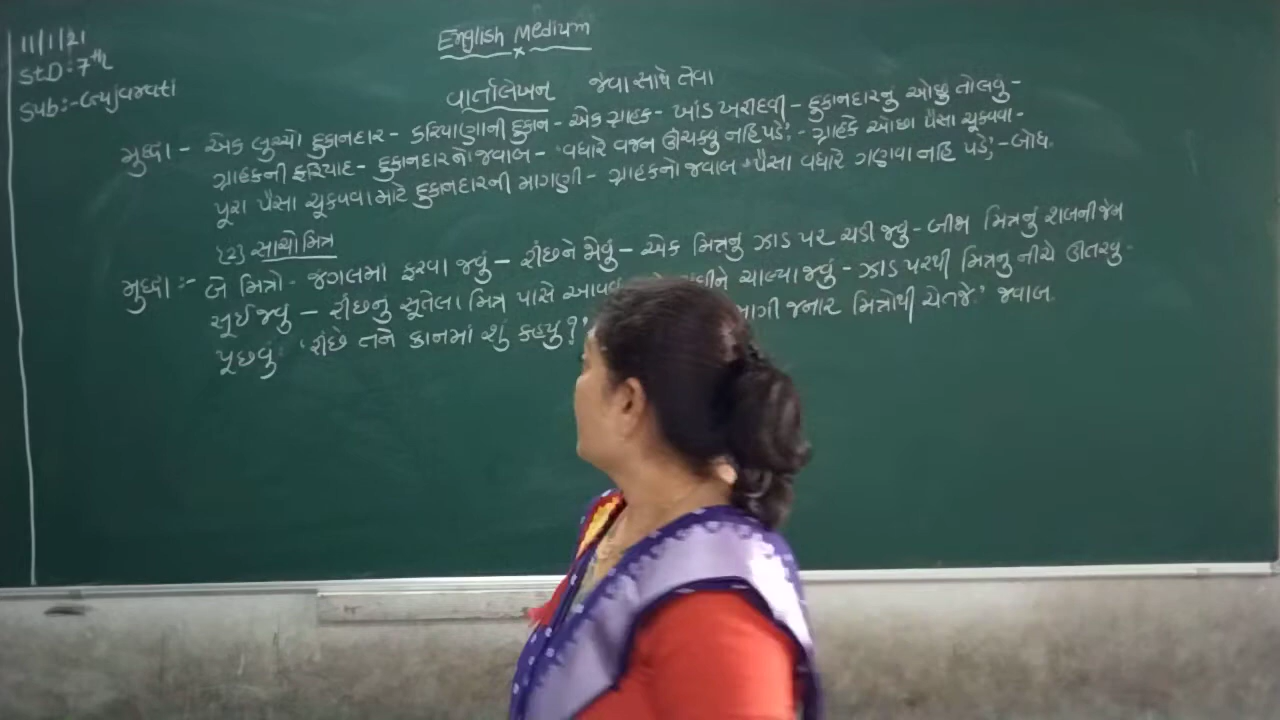 11/1/21
STD:7th
Sub:-ગુજરાતી
English Medium
વાર્તાલેખન જેવા સાથે તેવા
મુધ્દા - એક લુચ્ચો દુકાનદાર - કરિયાણાની દુકાન - એક ગ્રાહક - ખાંડ ખરીદવી - દુકાનદારનું ઓછું તોલવું -
ગ્રાહકની ફરિયાદ - દુકાનદારનો જવાબ - 'વધારે વજન ઊંચકવુ નહિ પડે' - ગ્રાહકે ઓછા પૈસા ચૂકવવા -
પૂરા પૈસા ચૂકવવા માટે દુકાનદારની માગણી - ગ્રાહકનો જવાબ 'પૈસા વધારે ગણવા નહિ પડે,' - બોધ.
(૨) સાચો મિત્ર
મુધ્દા :- બે મિત્રો - જંગલમાં ફરવા જવું - રીંછને જોવું - એક મિત્રનું ઝાડ પર ચડી જવું - બીજા મિત્રનું શબની જેમ
સૂઈ જવું - રીંછનું સૂતેલા મિત્ર પાસે ચાલ્યા જવું - ઝાડ પરથી મિત્રનુ નીચે ઊતરવુ -
પૂછવું 'રીંછે તને કાનમાં શું કહ્યુ ?' જનાર મિત્રોથી ચેતજે.' જવાબ.